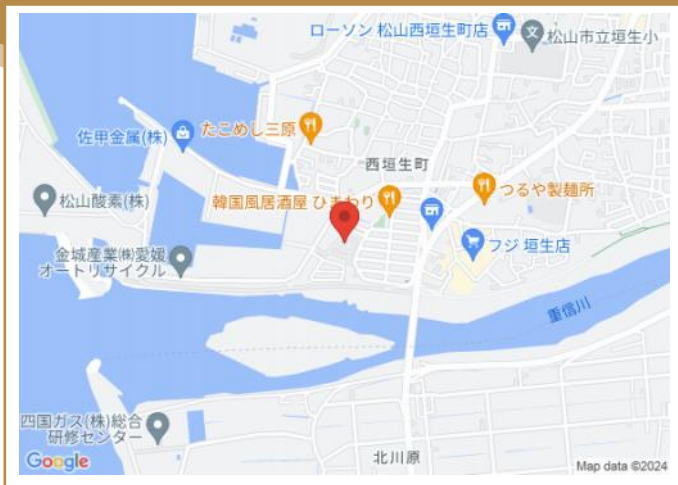 ローソン 松山西垣生町店
松山市立垣生小
佐甲金属(株)
たこめし三原
西垣生町
つるや製麺所
松山酸素(株)
韓国風居酒屋 ひまわり
金城産業㈱愛媛
オートリサイクル
フジ 垣生店
重信川
四国ガス(株)総合
研修センター
北川原
Google
Map data ©2024